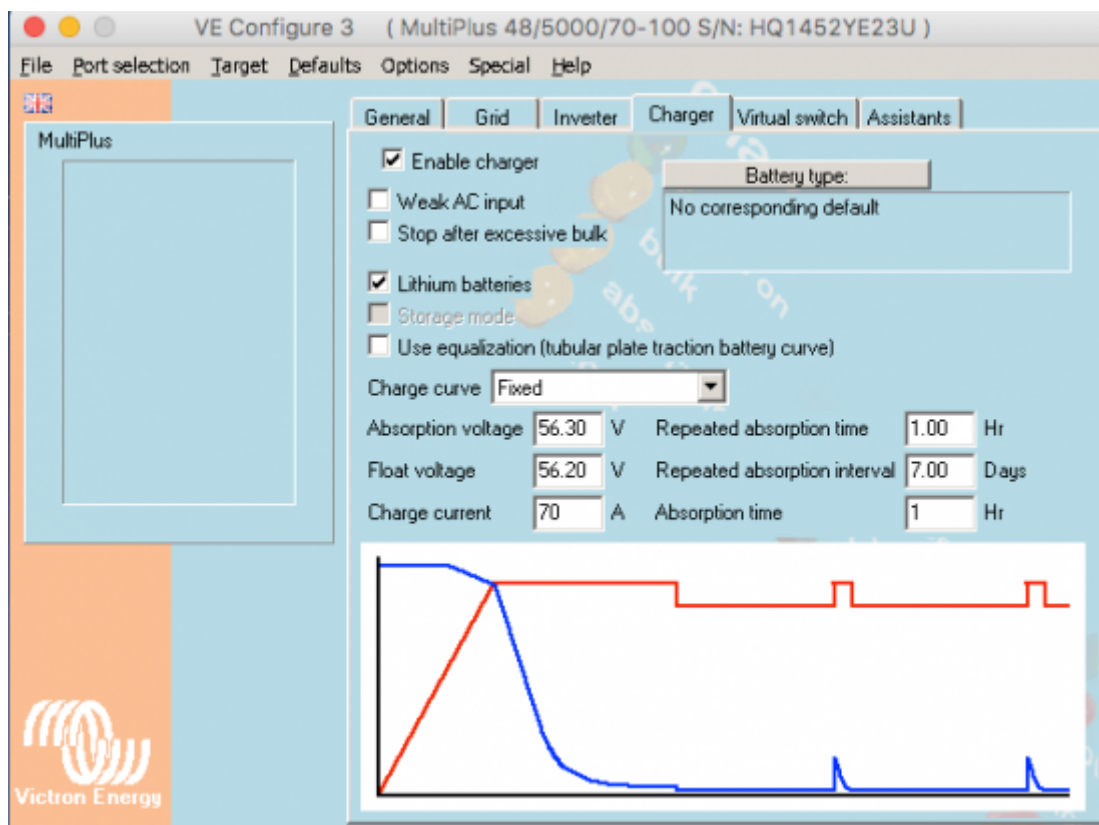 VE Configure 3 ( MultiPlus 48/5000/70-100 S/N: HQ1452YE23U )
File Port selection Target Defaults Options Special Help
General Grid Inverter Charger Virtual switch Assistants
MultiPlus
Enable charger
Battery type:
Weak AC input
No corresponding default
Stop after excessive bulk
Lithium batteries
Storage mode
Use equalization (tubular plate traction battery curve)
Charge curve Fixed
Absorption voltage 56.30 V Repeated absorption time 1.00 Hr
Float voltage 56.20 V Repeated absorption interval 7.00 Days
Charge current 70 A Absorption time 1 Hr
bulk
abs
on
Victron Energy